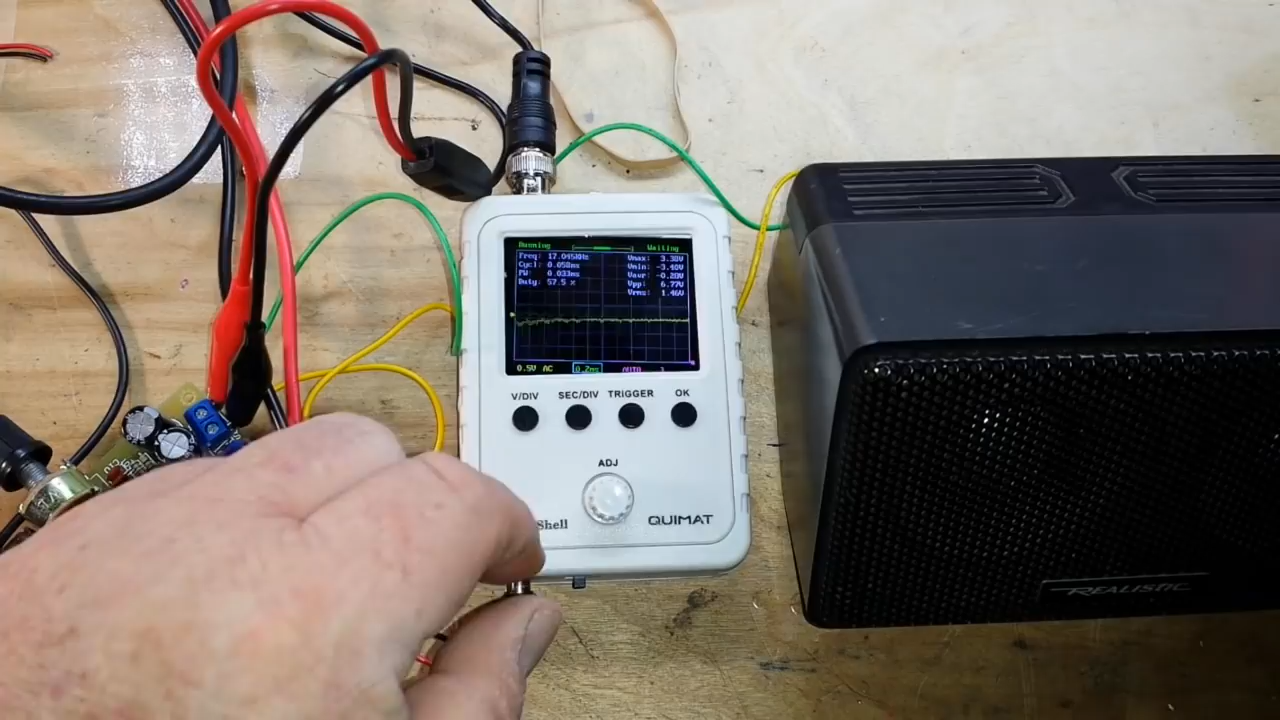 Running Waiting
Freq: 17.045KHz Vmax: 3.38V
Cycl: 0.058ms Vmin: -3.40V
PW: 0.033ms Vavr: -0.20V
Duty: 57.5 % Vpp: 6.77V
Vrms: 1.46V
0.5V AC 0.2ms AUTO
V/DIV SEC/DIV TRIGGER OK
ADJ
Shell QUIMAT
REALISTIC